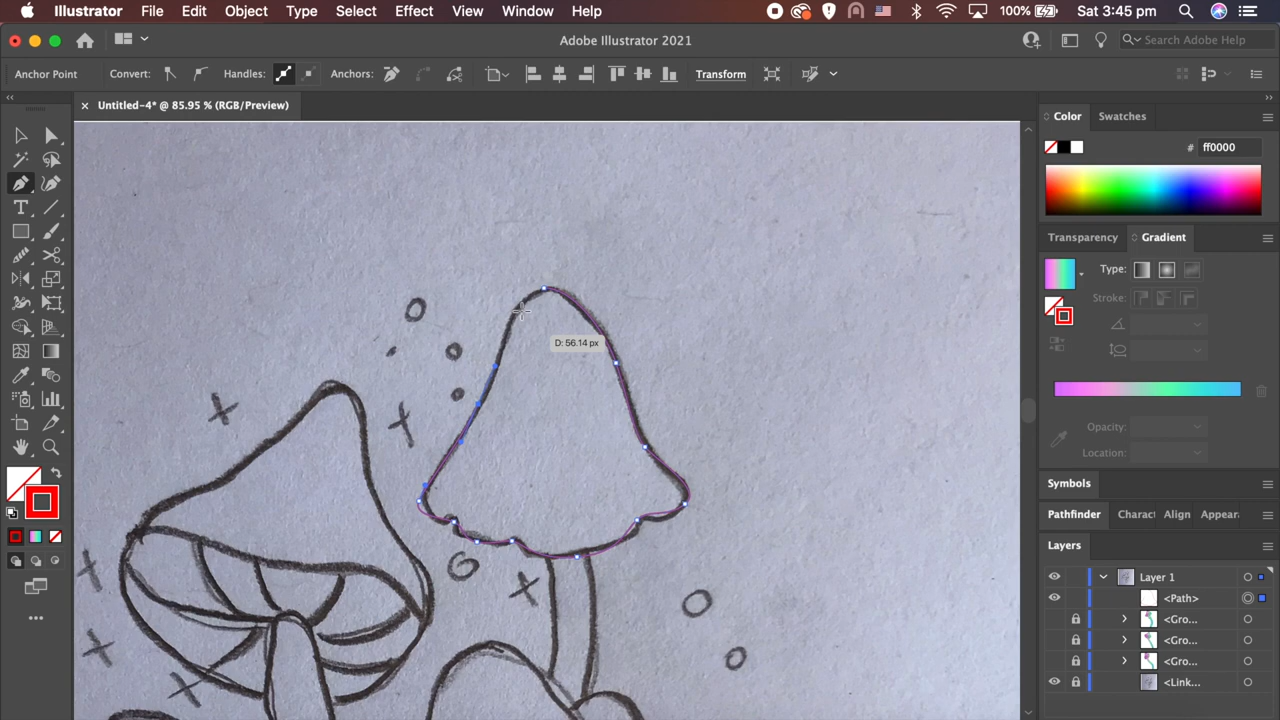 Illustrator File Edit Object Type Select Effect View Window Help 100% Sat 3:45 pm
Adobe Illustrator 2021
Search Adobe Help
Anchor Point Convert: Handles: Anchors: Transform
Untitled-4* @ 85.95 % (RGB/Preview)
Color Swatches
# ff0000
Transparency Gradient
Type:
Stroke:
D: 56.14 px
Opacity:
Location:
Symbols
Pathfinder Charact Align Appear
Layers
Layer 1
<Path>
<Gro...
<Gro...
<Gro...
<Link...